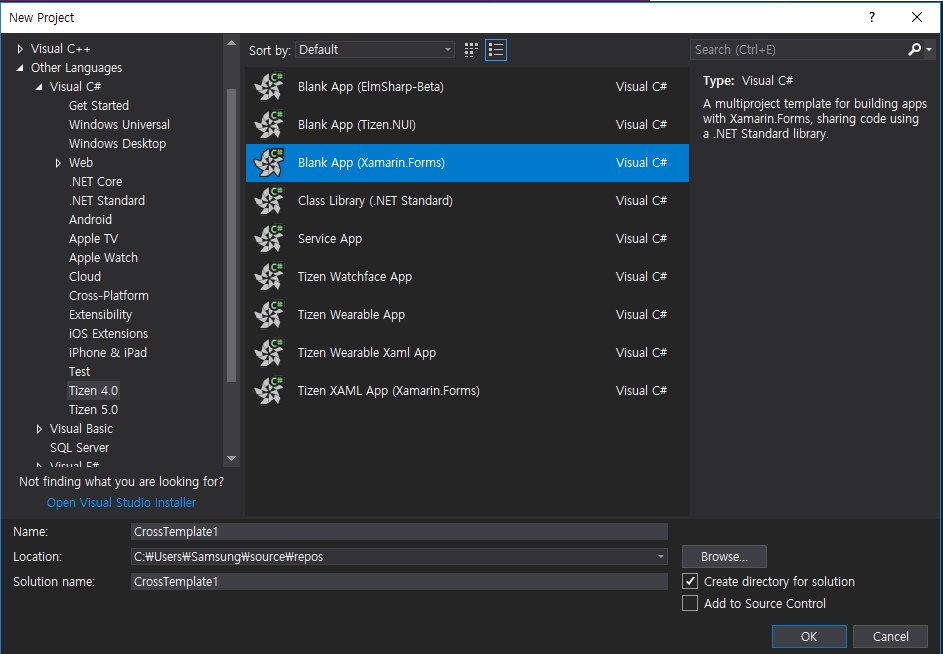 New Project
?
Visual C++
Other Languages
Visual C#
Get Started
Windows Universal
Windows Desktop
Web
.NET Core
.NET Standard
Android
Apple TV
Apple Watch
Cloud
Cross-Platform
Extensibility
iOS Extensions
iPhone & iPad
Test
Tizen 4.0
Tizen 5.0
Visual Basic
SQL Server
Visual F#
Not finding what you are looking for?
Open Visual Studio Installer
Sort by: Default
Blank App (ElmSharp-Beta) Visual C#
Blank App (Tizen.NUI) Visual C#
Blank App (Xamarin.Forms) Visual C#
Class Library (.NET Standard) Visual C#
Service App Visual C#
Tizen Watchface App Visual C#
Tizen Wearable App Visual C#
Tizen Wearable Xaml App Visual C#
Tizen XAML App (Xamarin.Forms) Visual C#
Search (Ctrl+E)
Type: Visual C#
A multiproject template for building apps
with Xamarin.Forms, sharing code using
a .NET Standard library.
Name: CrossTemplate1
Location: C:₩Users₩Samsung₩source₩repos
Browse...
Solution name: CrossTemplate1
Create directory for solution
Add to Source Control
OK Cancel